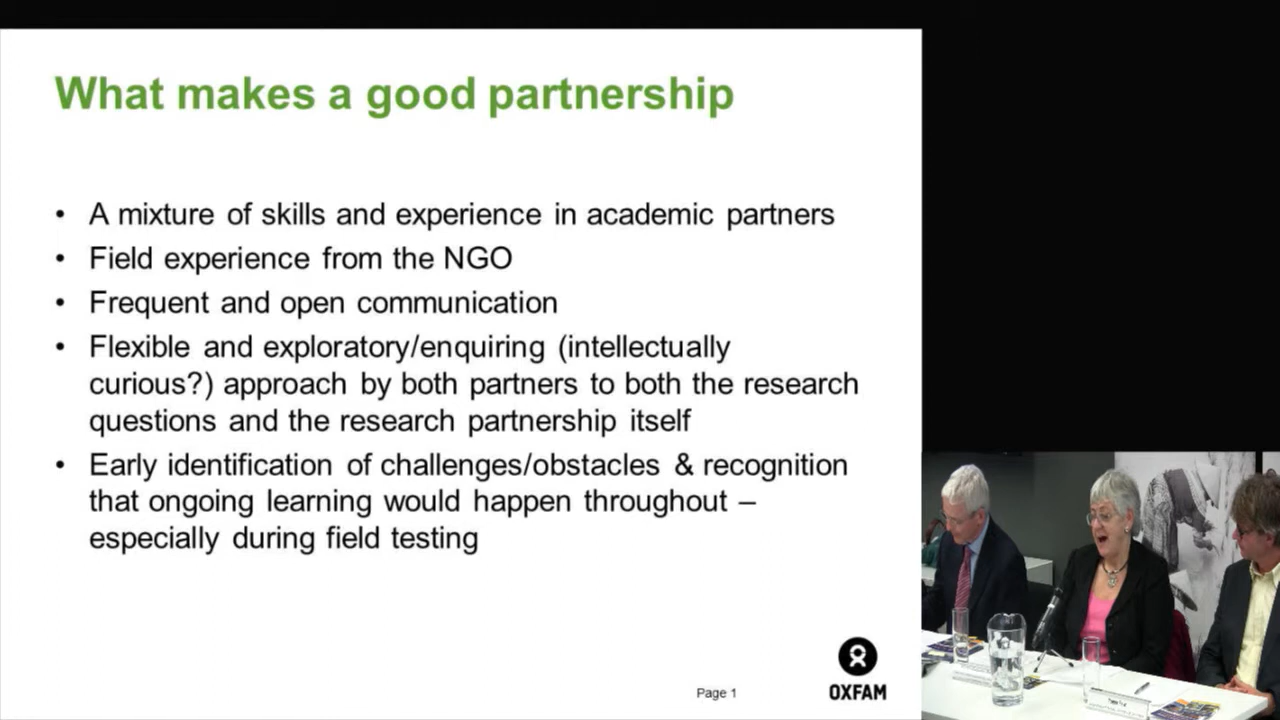 What makes a good partnership
• A mixture of skills and experience in academic partners
• Field experience from the NGO
• Frequent and open communication
• Flexible and exploratory/enquiring (intellectually
curious?) approach by both partners to both the research
questions and the research partnership itself
• Early identification of challenges/obstacles & recognition
that ongoing learning would happen throughout –
especially during field testing
Page 1
OXFAM